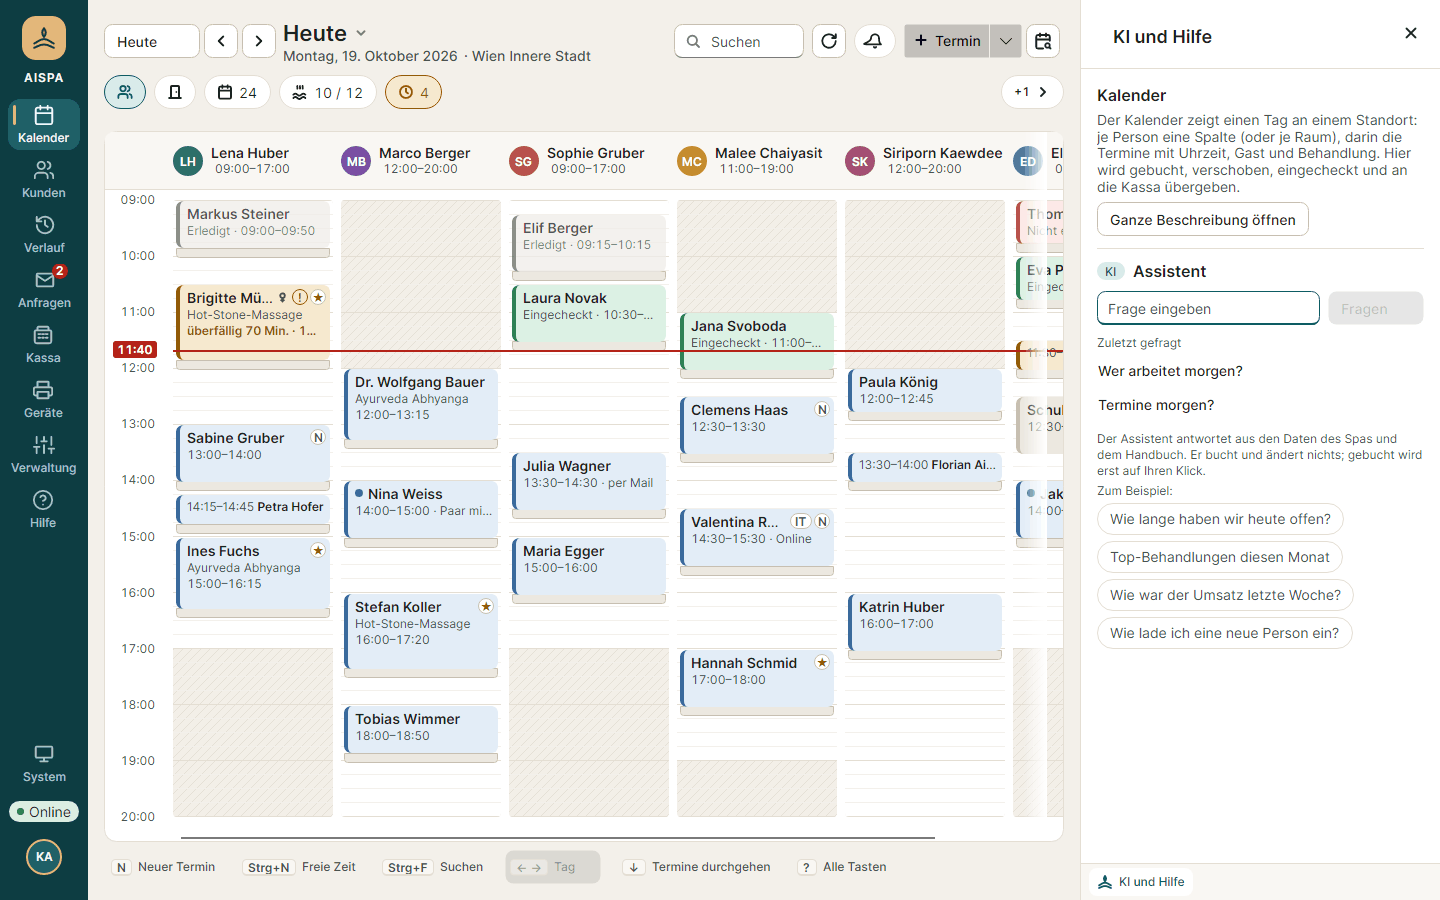 AISPA
Kalender
Kunden
Verlauf
Anfragen
2
Kassa
Geräte
Verwaltung
Hilfe
System
Online
KA
Heute
Heute
Montag, 19. Oktober 2026 · Wien Innere Stadt
Suchen
+ Termin
24
10 / 12
4
+1
LH Lena Huber
09:00–17:00
MB Marco Berger
12:00–20:00
SG Sophie Gruber
09:00–17:00
MC Malee Chaiyasit
11:00–19:00
SK Siriporn Kaewdee
12:00–20:00
ED
09:00
10:00
11:00
11:40
12:00
13:00
14:00
15:00
16:00
17:00
18:00
19:00
20:00
Markus Steiner
Erledigt · 09:00–09:50
Brigitte Mü...
Hot-Stone-Massage
überfällig 70 Min. · 1...
Sabine Gruber N
13:00–14:00
14:15–14:45 Petra Hofer
Ines Fuchs
Ayurveda Abhyanga
15:00–16:15
Dr. Wolfgang Bauer
Ayurveda Abhyanga
12:00–13:15
Nina Weiss
14:00–15:00 · Paar mi...
Stefan Koller
Hot-Stone-Massage
16:00–17:20
Tobias Wimmer
18:00–18:50
Elif Berger
Erledigt · 09:15–10:15
Laura Novak
Eingecheckt · 10:30–...
Julia Wagner
13:30–14:30 · per Mail
Maria Egger
15:00–16:00
Jana Svoboda
Eingecheckt · 11:00–...
Clemens Haas N
12:30–13:30
Valentina R... IT N
14:30–15:30 · Online
Hannah Schmid
17:00–18:00
Paula König
12:00–12:45
13:30–14:00 Florian Ai...
Katrin Huber
16:00–17:00
Eva P
N Neuer Termin
Strg+N Freie Zeit
Strg+F Suchen
← → Tag
↓ Termine durchgehen
? Alle Tasten
KI und Hilfe
Kalender
Der Kalender zeigt einen Tag an einem Standort:
je Person eine Spalte (oder je Raum), darin die
Termine mit Uhrzeit, Gast und Behandlung. Hier
wird gebucht, verschoben, eingecheckt und an
die Kassa übergeben.
Ganze Beschreibung öffnen
KI Assistent
Frage eingeben
Fragen
Zuletzt gefragt
Wer arbeitet morgen?
Termine morgen?
Der Assistent antwortet aus den Daten des Spas und
dem Handbuch. Er bucht und ändert nichts; gebucht wird
erst auf Ihren Klick.
Zum Beispiel:
Wie lange haben wir heute offen?
Top-Behandlungen diesen Monat
Wie war der Umsatz letzte Woche?
Wie lade ich eine neue Person ein?
KI und Hilfe